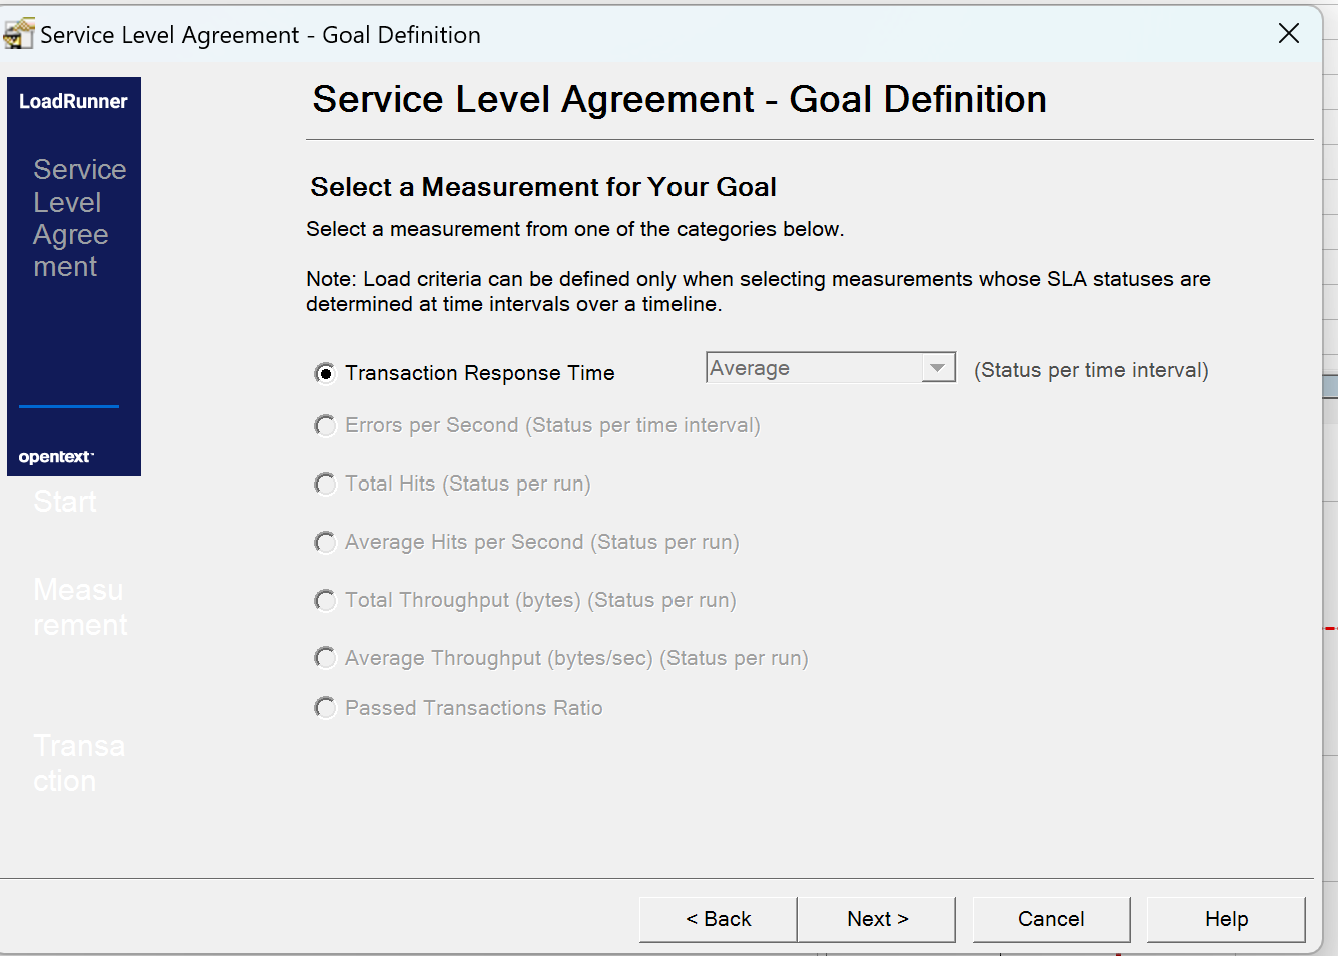 Service Level Agreement - Goal Definition
LoadRunner
Service
Level
Agree
ment
opentext™
Start
Measu
rement
Transa
ction
Service Level Agreement - Goal Definition
Select a Measurement for Your Goal
Select a measurement from one of the categories below.
Note: Load criteria can be defined only when selecting measurements whose SLA statuses are
determined at time intervals over a timeline.
Transaction Response Time Average (Status per time interval)
Errors per Second (Status per time interval)
Total Hits (Status per run)
Average Hits per Second (Status per run)
Total Throughput (bytes) (Status per run)
Average Throughput (bytes/sec) (Status per run)
Passed Transactions Ratio
< Back Next > Cancel Help